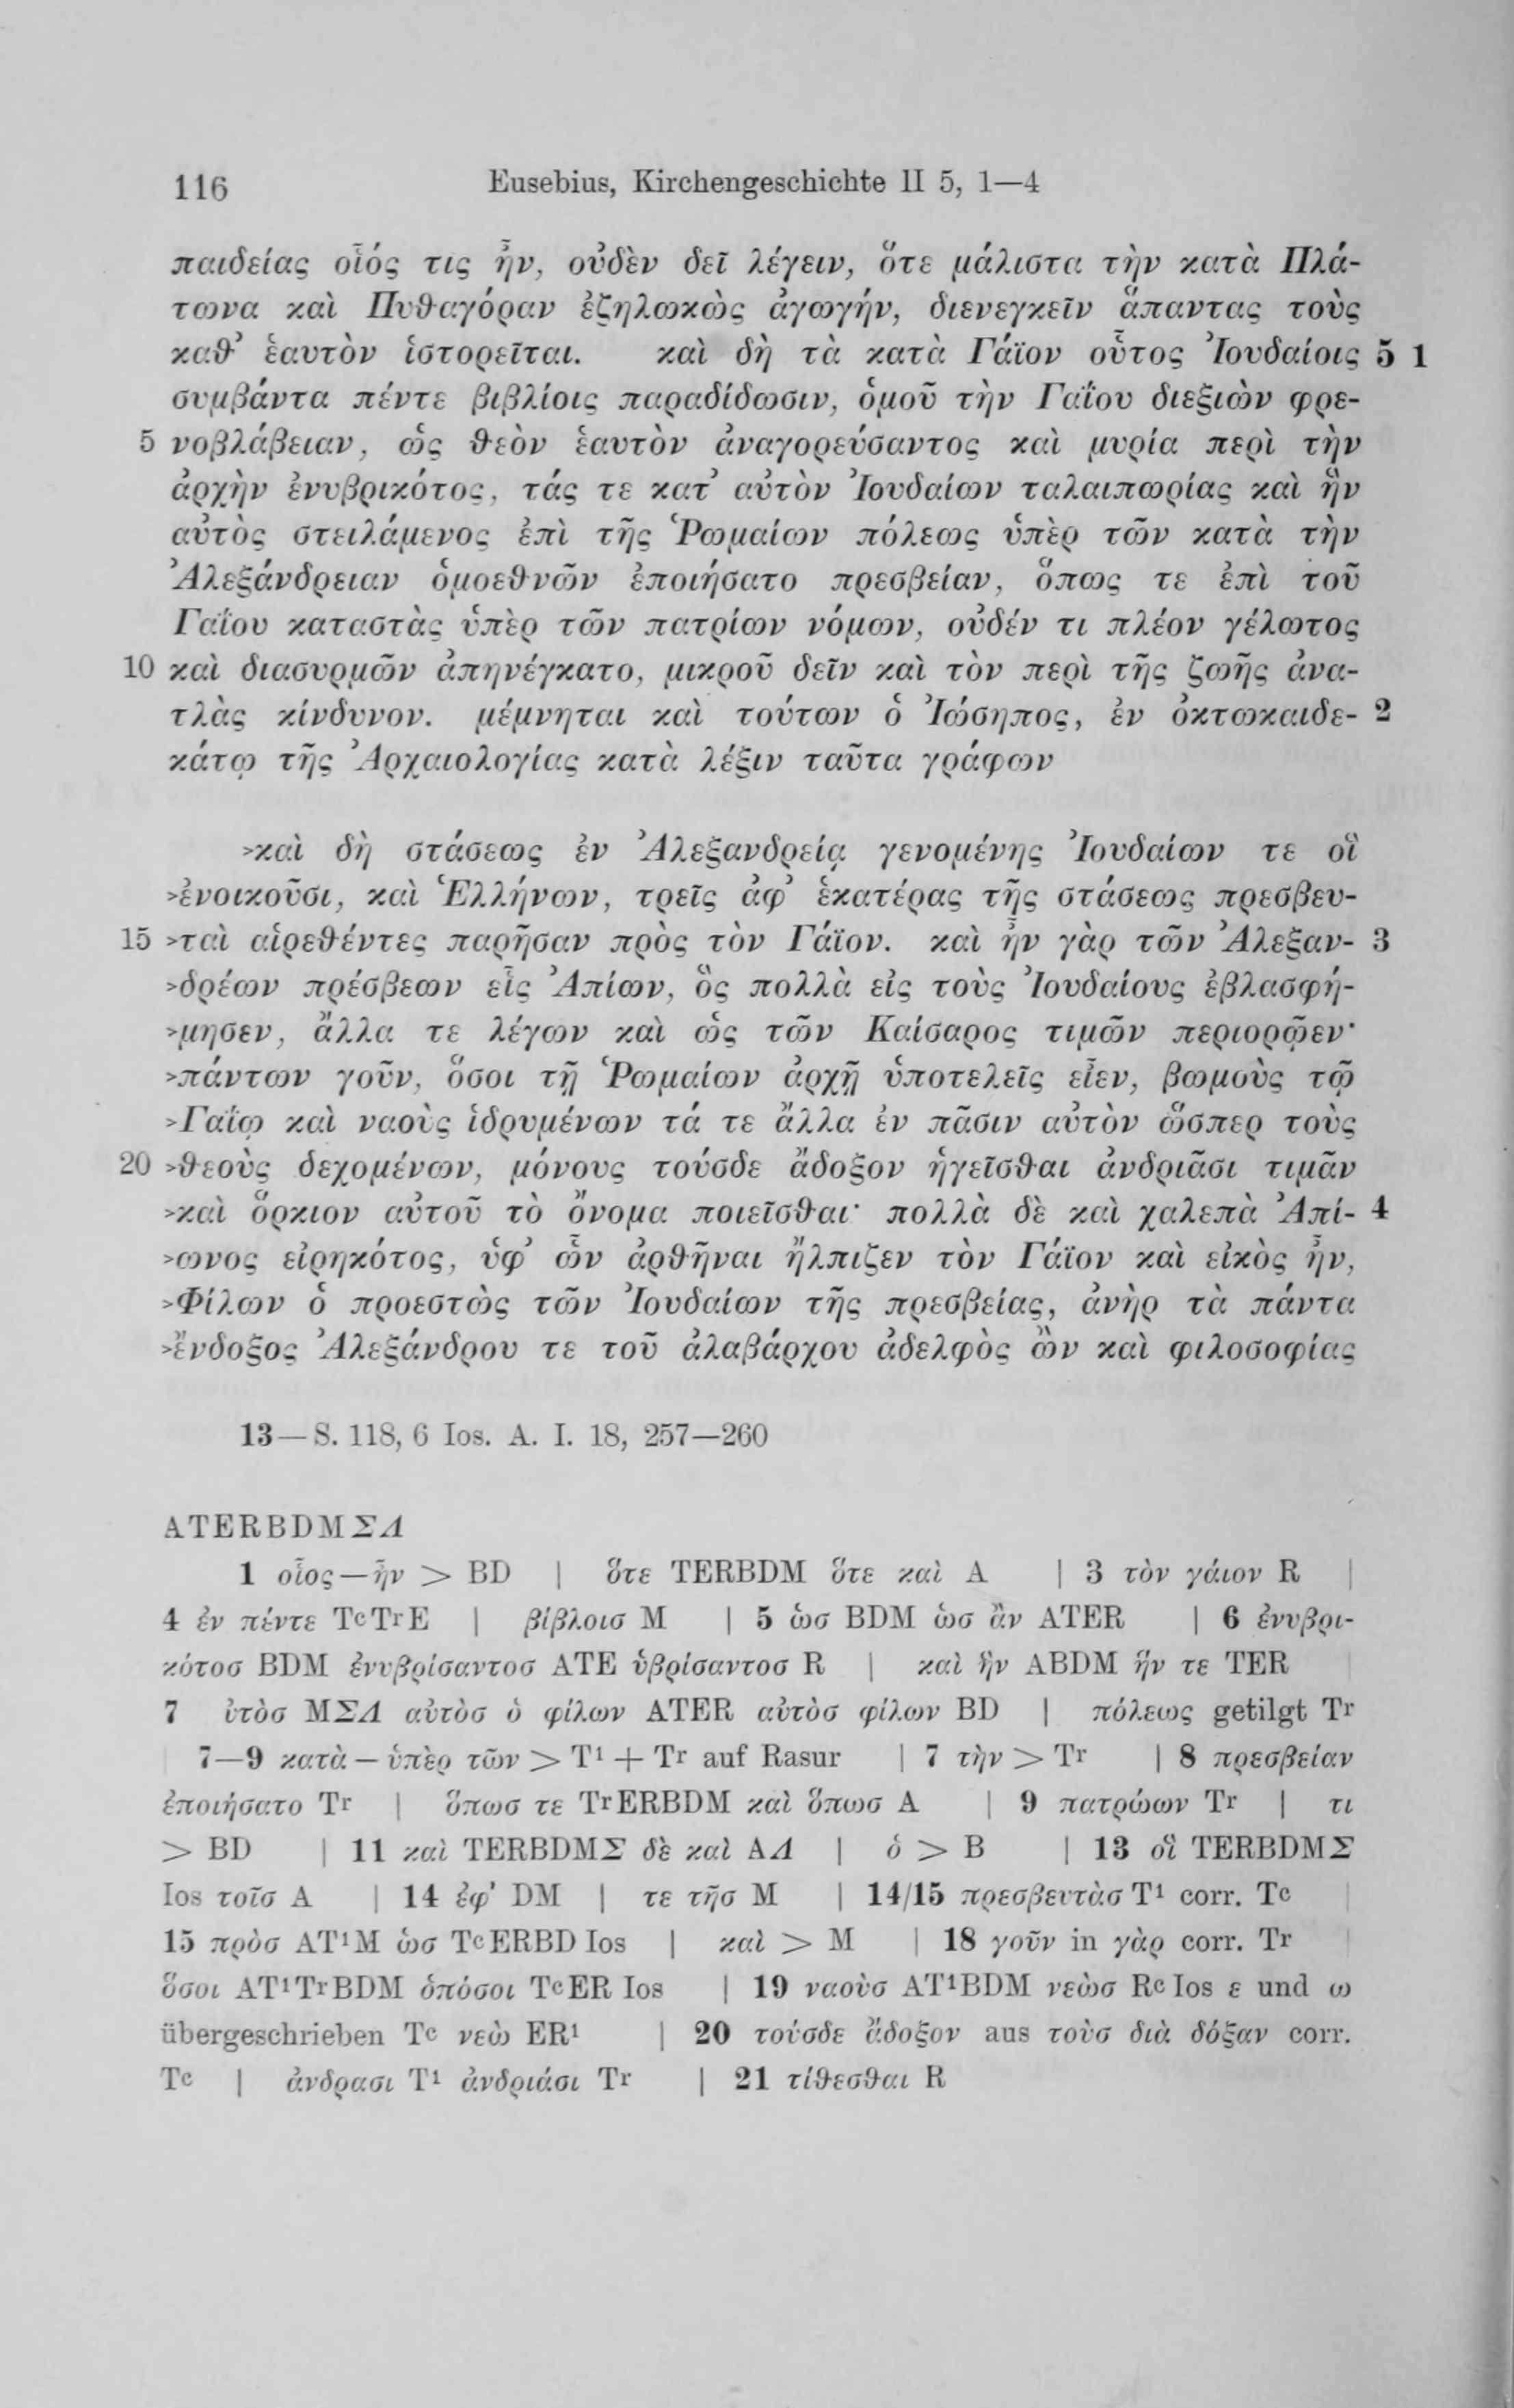 116 Eusebius, Kirchengeschichte II 5, 1—4
παιδείας οἷός τις ἦν, οὐδὲν δεῖ λέγειν, ὅτε μάλιστα τὴν κατὰ Πλά-
τωνα καὶ Πυθαγόραν ἐζηλωκὼς ἀγωγήν, διενεγκεῖν ἅπαντας τοὺς
καθ' ἑαυτὸν ἱστορεῖται. καὶ δὴ τὰ κατὰ Γάϊον οὗτος Ἰουδαίοις 5 1
συμβάντα πέντε βιβλίοις παραδίδωσιν, ὁμοῦ τὴν Γαΐου διεξιὼν φρε-
5 νοβλάβειαν, ὡς θεὸν ἑαυτὸν ἀναγορεύσαντος καὶ μυρία περὶ τὴν
ἀρχὴν ἐνυβρικότος, τάς τε κατ' αὐτὸν Ἰουδαίων ταλαιπωρίας καὶ ἣν
αὐτὸς στειλάμενος ἐπὶ τῆς Ῥωμαίων πόλεως ὑπὲρ τῶν κατὰ τὴν
Ἀλεξάνδρειαν ὁμοεθνῶν ἐποιήσατο πρεσβείαν, ὅπως τε ἐπὶ τοῦ
Γαΐου καταστὰς ὑπὲρ τῶν πατρίων νόμων, οὐδέν τι πλέον γέλωτος
10 καὶ διασυρμῶν ἀπηνέγκατο, μικροῦ δεῖν καὶ τὸν περὶ τῆς ζωῆς ἀνα-
τλὰς κίνδυνον. μέμνηται καὶ τούτων ὁ Ἰώσηπος, ἐν ὀκτωκαιδε- 2
κάτῳ τῆς Ἀρχαιολογίας κατὰ λέξιν ταῦτα γράφων
>καὶ δὴ στάσεως ἐν Ἀλεξανδρείᾳ γενομένης Ἰουδαίων τε οἳ
>ἐνοικοῦσι, καὶ Ἑλλήνων, τρεῖς ἀφ' ἑκατέρας τῆς στάσεως πρεσβευ-
15 >ταὶ αἱρεθέντες παρῆσαν πρὸς τὸν Γάϊον. καὶ ἦν γὰρ τῶν Ἀλεξαν- 3
>δρέων πρέσβεων εἷς Ἀπίων, ὃς πολλὰ εἰς τοὺς Ἰουδαίους ἐβλασφή-
>μησεν, ἄλλα τε λέγων καὶ ὡς τῶν Καίσαρος τιμῶν περιορῷεν·
>πάντων γοῦν, ὅσοι τῇ Ῥωμαίων ἀρχῇ ὑποτελεῖς εἶεν, βωμοὺς τῷ
>Γαΐῳ καὶ ναοὺς ἱδρυμένων τά τε ἄλλα ἐν πᾶσιν αὐτὸν ὥσπερ τοὺς
20 >θεοὺς δεχομένων, μόνους τούσδε ἄδοξον ἡγεῖσθαι ἀνδριᾶσι τιμᾶν
>καὶ ὅρκιον αὐτοῦ τὸ ὄνομα ποιεῖσθαι· πολλὰ δὲ καὶ χαλεπὰ Ἀπί- 4
>ωνος εἰρηκότος, ὑφ' ὧν ἀρθῆναι ἤλπιζεν τὸν Γάϊον καὶ εἰκὸς ἦν,
>Φίλων ὁ προεστὼς τῶν Ἰουδαίων τῆς πρεσβείας, ἀνὴρ τὰ πάντα
>ἔνδοξος Ἀλεξάνδρου τε τοῦ ἀλαβάρχου ἀδελφὸς ὢν καὶ φιλοσοφίας
13—S. 118, 6 Ios. A. I. 18, 257—260
ATERBDMΣΛ
1 οἷος—ἦν > BD | ὅτε TERBDM ὅτε καὶ A | 3 τὸν γάιον R |
4 ἐν πέντε TcTrE | βίβλοισ M | 5 ὡσ BDM ὡσ ἂν ATER | 6 ἐνυβρι-
κότοσ BDM ἐνυβρίσαντοσ ATE ὑβρίσαντοσ R | καὶ ἣν ABDM ἥν τε TER
7 ὑτὸσ MΣΛ αὐτὸσ ὁ φίλων ATER αὐτὸσ φίλων BD | πόλεως getilgt Tr
7—9 κατὰ—ὑπὲρ τῶν > T1 + Tr auf Rasur | 7 τὴν > Tr | 8 πρεσβείαν
ἐποιήσατο Tr | ὅπωσ τε TrERBDM καὶ ὅπωσ A | 9 πατρώων Tr | τι
> BD | 11 καὶ TERBDMΣ δὲ καὶ AΛ | ὁ > B | 13 οἳ TERBDMΣ
Ios τοῖσ A | 14 ἐφ' DM | τε τῆσ M | 14/15 πρεσβευτὰσ T1 corr. Tc
15 πρὸσ AT1M ὡσ TcERBD Ios | καὶ > M | 18 γοῦν in γὰρ corr. Tr
ὅσοι AT1TrBDM ὁπόσοι TcER Ios | 19 ναοὺσ AT1BDM νεὼσ Rc Ios ε und ω
übergeschrieben Tc νεὼ ER1 | 20 τούσδε ἄδοξον aus τοὺσ διὰ δόξαν corr.
Tc | ἀνδρασι T1 ἀνδριάσι Tr | 21 τίθεσθαι R